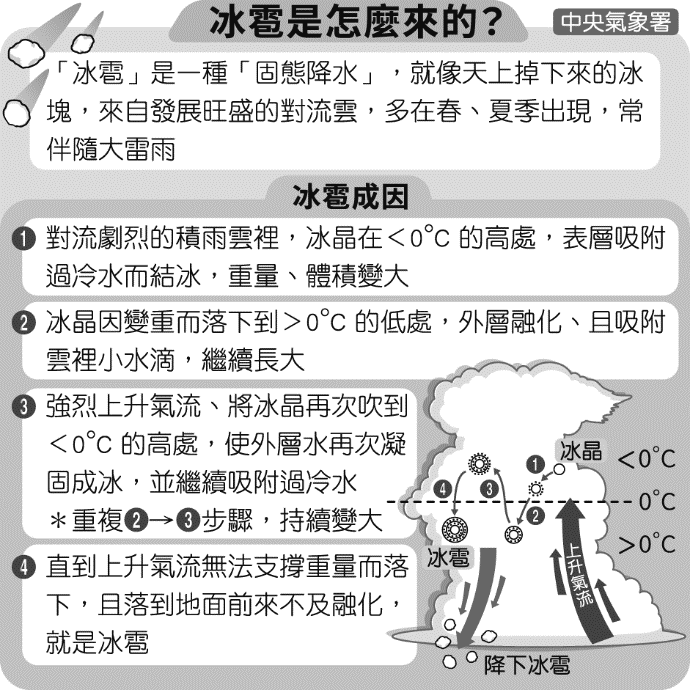 冰雹是怎麼來的？
中央氣象署
「冰雹」是一種「固態降水」，就像天上掉下來的冰
塊，來自發展旺盛的對流雲，多在春、夏季出現，常
伴隨大雷雨
冰雹成因
❶ 對流劇烈的積雨雲裡，冰晶在＜0℃ 的高處，表層吸附
過冷水而結冰，重量、體積變大
❷ 冰晶因變重而落下到＞0℃ 的低處，外層融化、且吸附
雲裡小水滴，繼續長大
❸ 強烈上升氣流、將冰晶再次吹到
＜0℃ 的高處，使外層水再次凝
固成冰，並繼續吸附過冷水
＊重複❷→❸步驟，持續變大
❹ 直到上升氣流無法支撐重量而落
下，且落到地面前來不及融化，
就是冰雹
冰晶
❶
❷
❸
❹
＜0℃
0℃
＞0℃
冰雹
上升氣流
降下冰雹